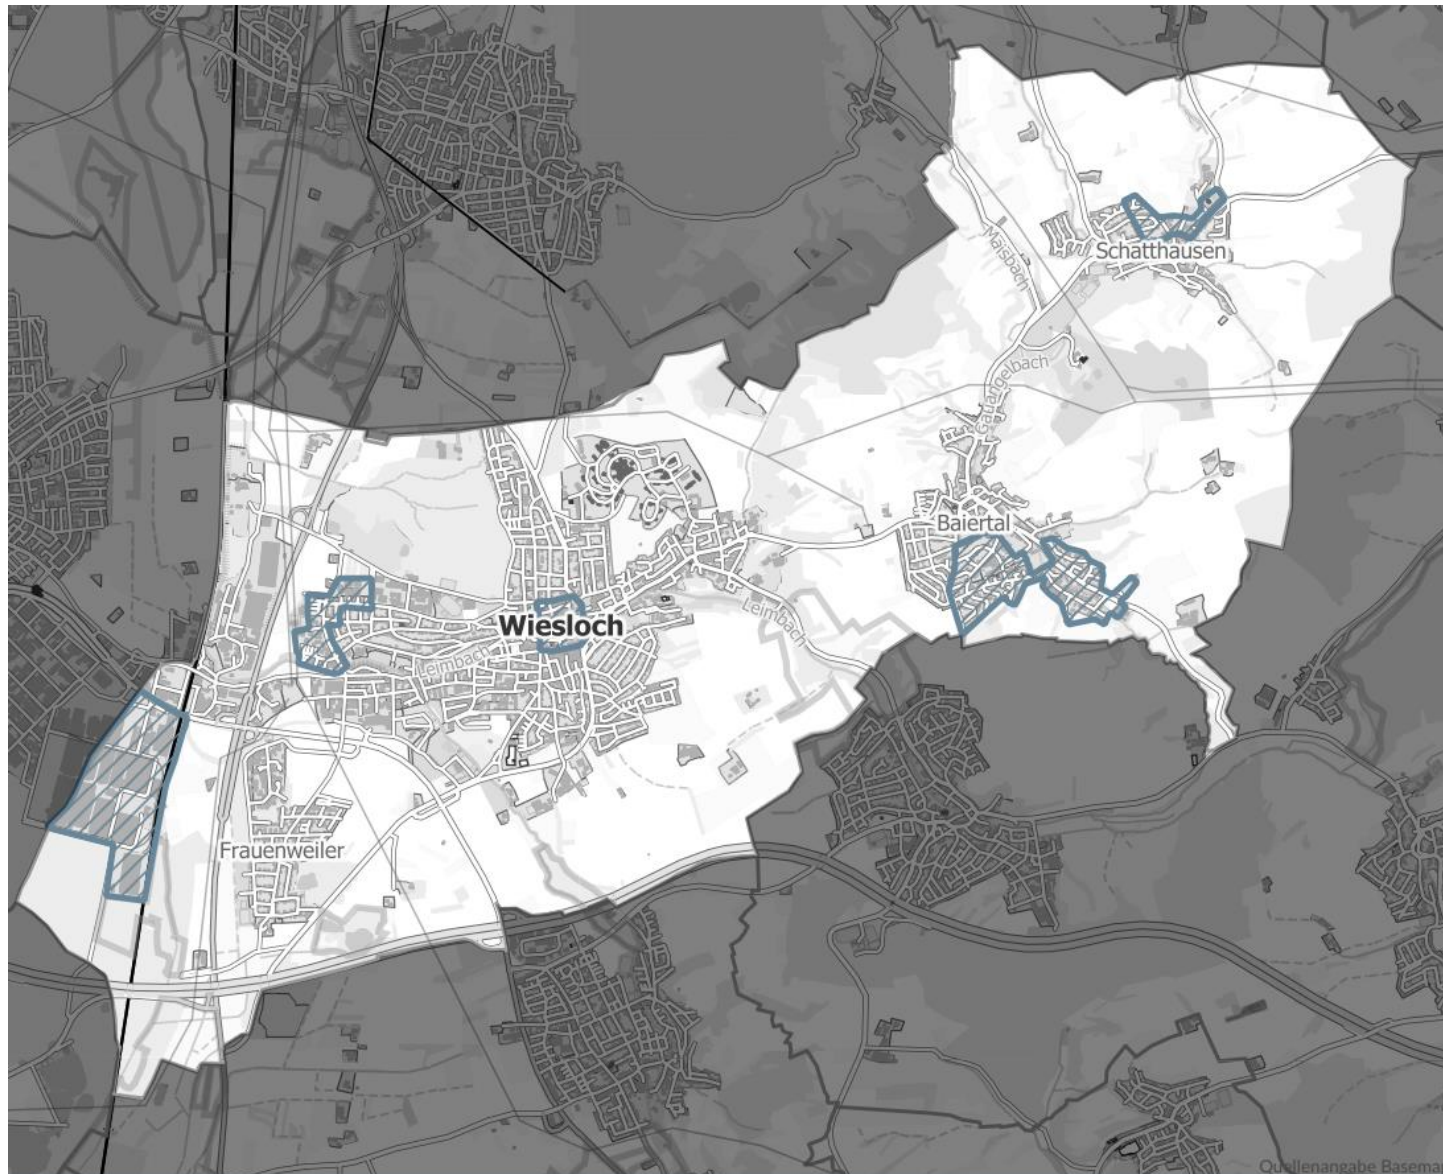 Maisbach
Schatthausen
Gauangelbach
Baiertal
Leimbach
Wiesloch
Leimbach
Frauenweiler
Quellenangabe Basemap